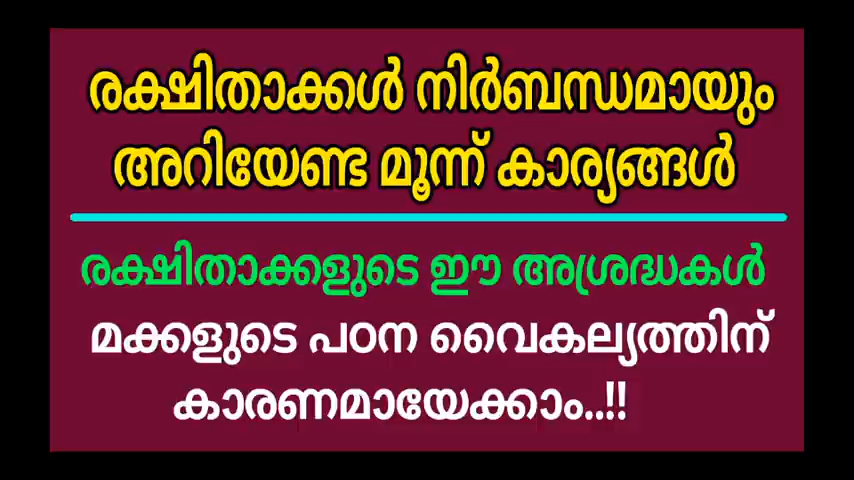 രക്ഷിതാക്കൾ നിർബന്ധമായും
അറിയേണ്ട മൂന്ന് കാര്യങ്ങൾ
രക്ഷിതാക്കളുടെ ഈ അശ്രദ്ധകൾ
മക്കളുടെ പഠന വൈകല്യത്തിന്
കാരണമായേക്കാം..!!